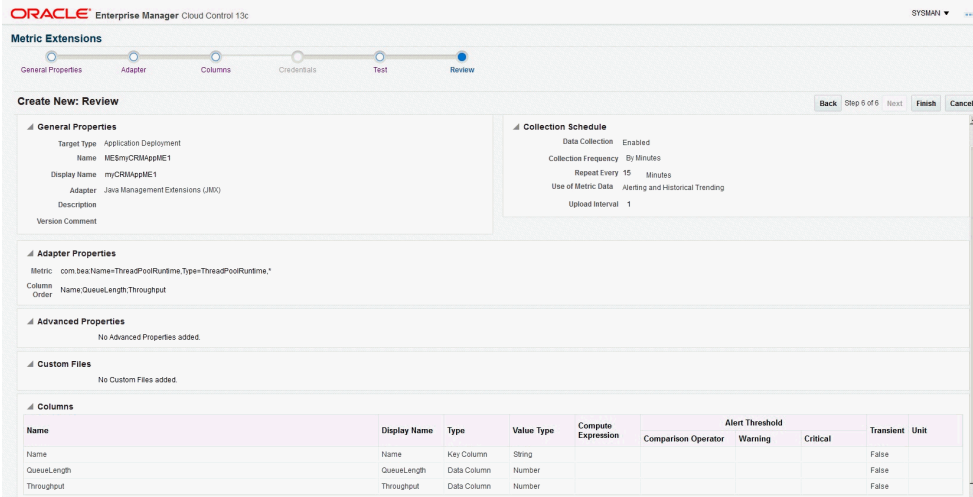 ORACLE Enterprise Manager Cloud Control 13c
SYSMAN
Metric Extensions
General Properties Adapter Columns Credentials Test Review
Create New: Review
Back Step 6 of 6 Next Finish Cancel
General Properties
Target Type Application Deployment
Name ME$myCRMAppME1
Display Name myCRMAppME1
Adapter Java Management Extensions (JMX)
Description
Version Comment
Collection Schedule
Data Collection Enabled
Collection Frequency By Minutes
Repeat Every 15 Minutes
Use of Metric Data Alerting and Historical Trending
Upload Interval 1
Adapter Properties
Metric com.bea:Name=ThreadPoolRuntime,Type=ThreadPoolRuntime,*
Column Order Name;QueueLength;Throughput
Advanced Properties
No Advanced Properties added.
Custom Files
No Custom Files added.
Columns
Name Display Name Type Value Type Compute Expression Alert Threshold Transient Unit
Comparison Operator Warning Critical
Name Name Key Column String False
QueueLength QueueLength Data Column Number False
Throughput Throughput Data Column Number False